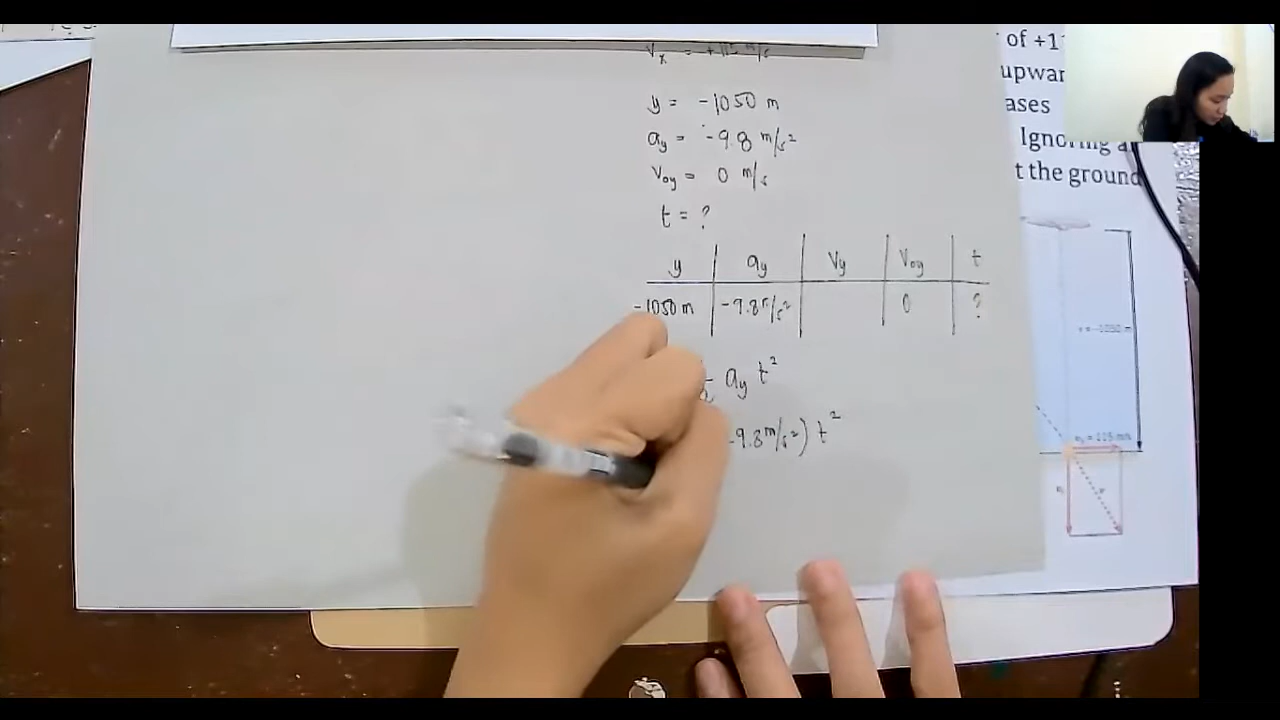 of +1
upwar
ases
Ignoring a
t the ground
y = -1050 m
ay = -9.8 m/s²
Voy = 0 m/s
t = ?
y ay Vy Voy t
-1050 m -9.8 m/s² 0 ?
ay t²
-9.8 m/s²) t²